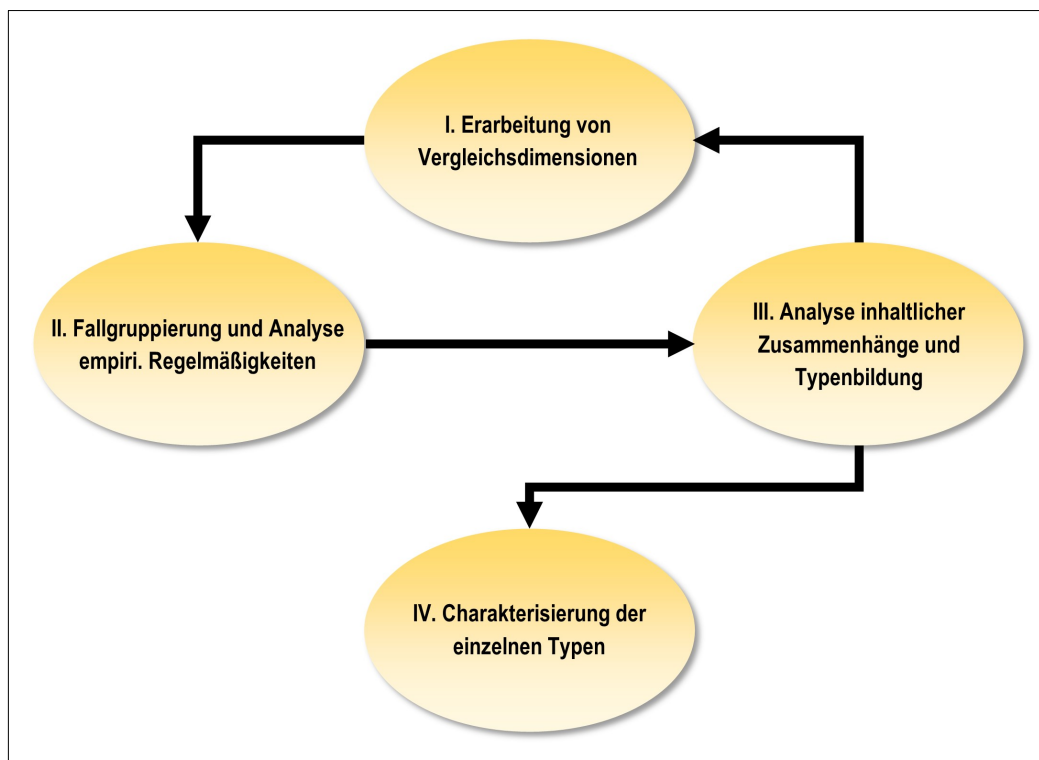 I. Erarbeitung von
Vergleichsdimensionen
II. Fallgruppierung und Analyse
empiri. Regelmäßigkeiten
III. Analyse inhaltlicher
Zusammenhänge und
Typenbildung
IV. Charakterisierung der
einzelnen Typen